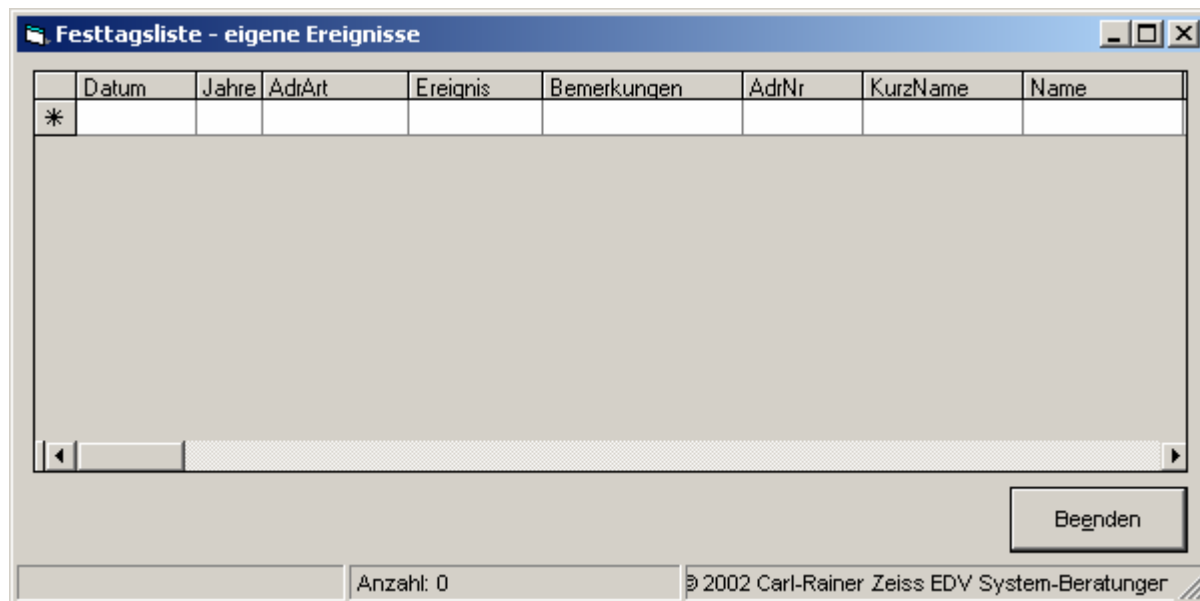 Festtagsliste - eigene Ereignisse
Datum Jahre AdrArt Ereignis Bemerkungen AdrNr KurzName Name
Beenden
Anzahl: 0 © 2002 Carl-Rainer Zeiss EDV System-Beratungen